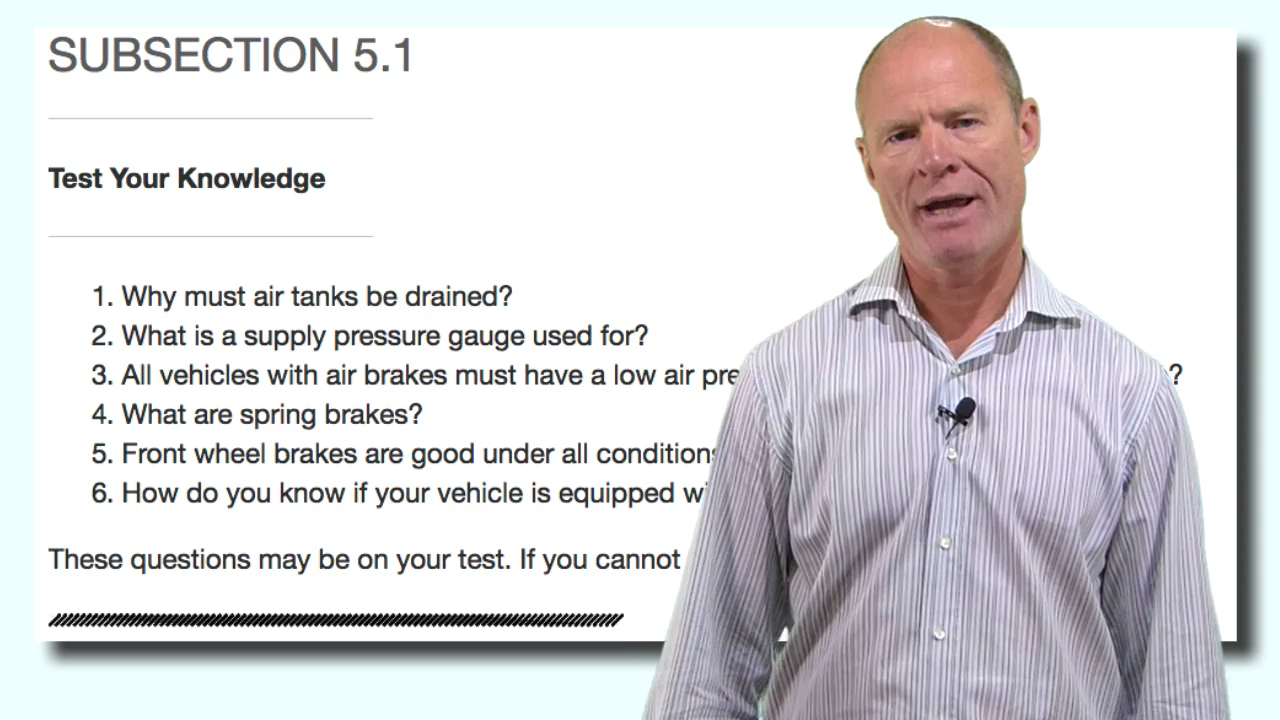 SUBSECTION 5.1
Test Your Knowledge
1. Why must air tanks be drained?
2. What is a supply pressure gauge used for?
3. All vehicles with air brakes must have a low air ?
4. What are spring brakes?
5. Front wheel brakes are good under all
6. How do you know if your vehicle is equipped
These questions may be on your test. If you cannot